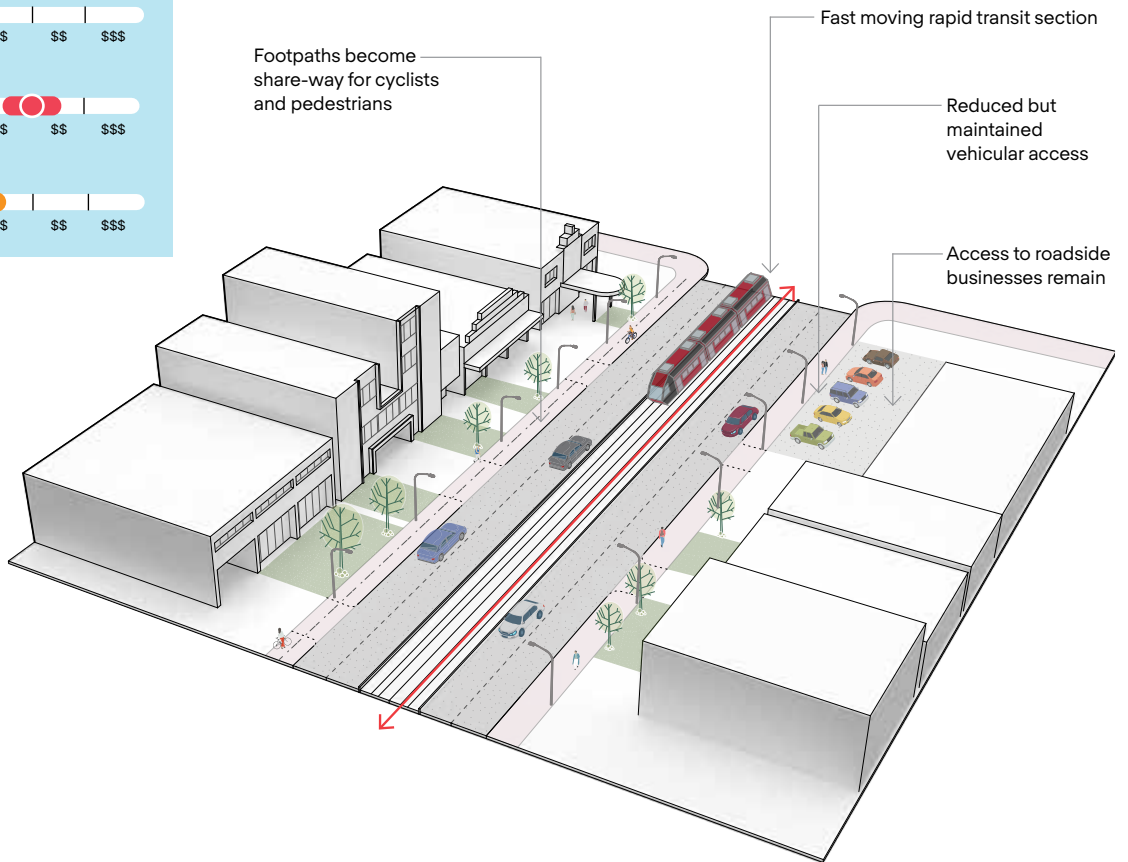 $ $$ $$$
$ $$ $$$
$ $$ $$$
Footpaths become
share-way for cyclists
and pedestrians
Fast moving rapid transit section
Reduced but
maintained
vehicular access
Access to roadside
businesses remain